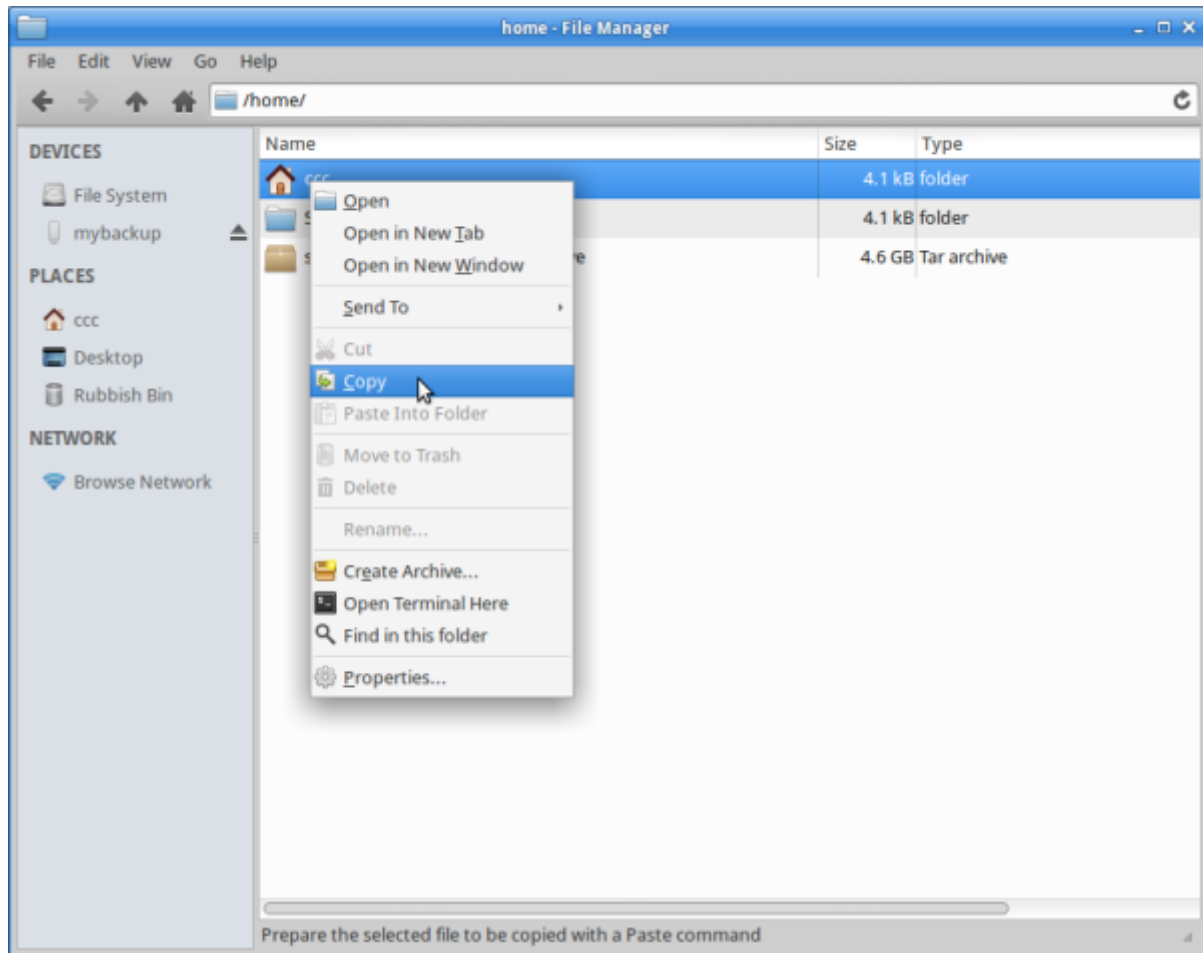 home - File Manager
File Edit View Go Help
/home/
DEVICES
File System
mybackup
PLACES
ccc
Desktop
Rubbish Bin
NETWORK
Browse Network
Name Size Type
ccc 4.1 kB folder
4.1 kB folder
4.6 GB Tar archive
Open
Open in New Tab
Open in New Window
Send To
Cut
Copy
Paste Into Folder
Move to Trash
Delete
Rename...
Create Archive...
Open Terminal Here
Find in this folder
Properties...
Prepare the selected file to be copied with a Paste command